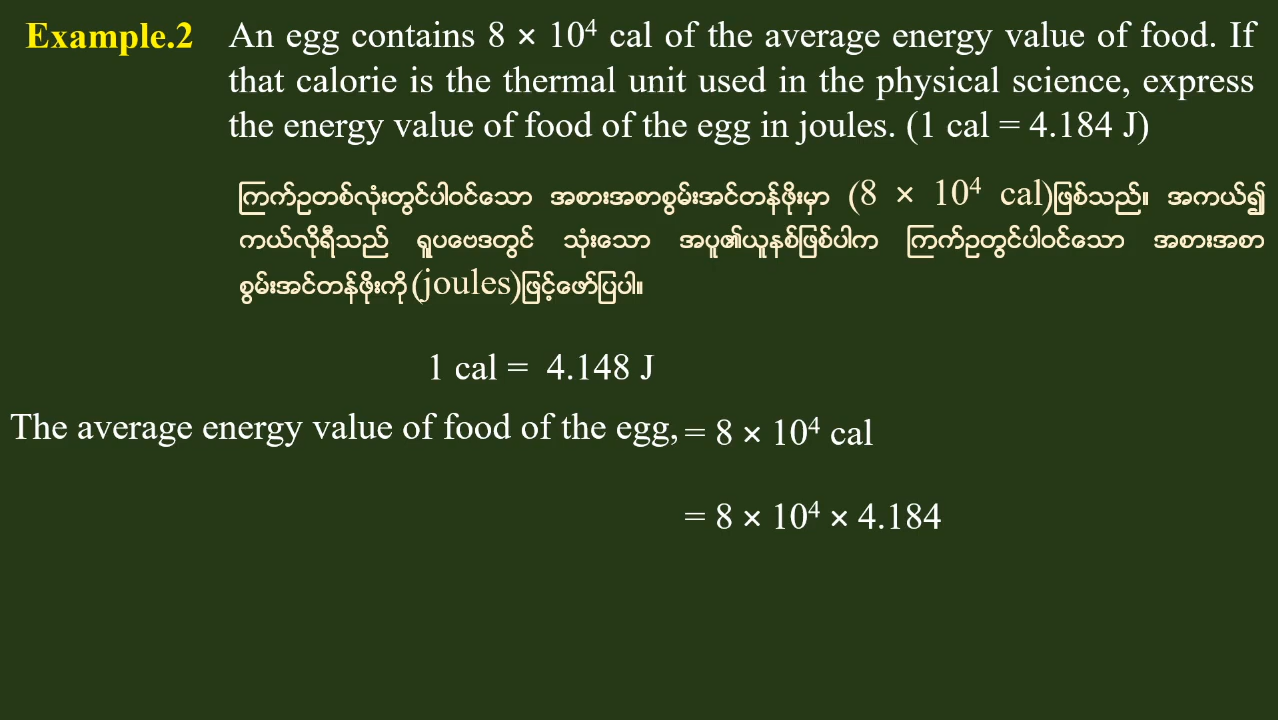 Example.2 An egg contains 8 × 10⁴ cal of the average energy value of food. If
that calorie is the thermal unit used in the physical science, express
the energy value of food of the egg in joules. (1 cal = 4.184 J)
ကြက်ဥတစ်လုံးတွင်ပါဝင်သော အစားအစာစွမ်းအင်တန်ဖိုးမှာ (8 × 10⁴ cal)ဖြစ်သည်။ အကယ်၍
ကယ်လိုရီသည် ရူပဗေဒတွင် သုံးသော အပူ၏ယူနစ်ဖြစ်ပါက ကြက်ဥတွင်ပါဝင်သော အစားအစာ
စွမ်းအင်တန်ဖိုးကို (joules)ဖြင့်ဖော်ပြပါ။
1 cal = 4.148 J
The average energy value of food of the egg, = 8 × 10⁴ cal
= 8 × 10⁴ × 4.184